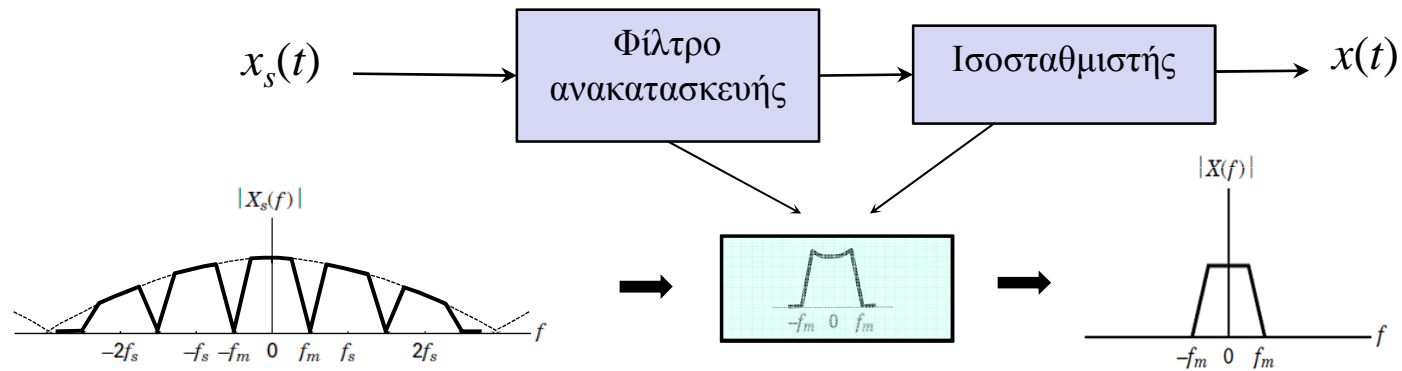 x_s(t)
Φίλτρο
ανακατασκευής
Ισοσταθμιστής
x(t)
|X_s(f)|
−2f_s −f_s −f_m 0 f_m f_s 2f_s f
−f_m 0 f_m
|X(f)|
−f_m 0 f_m f